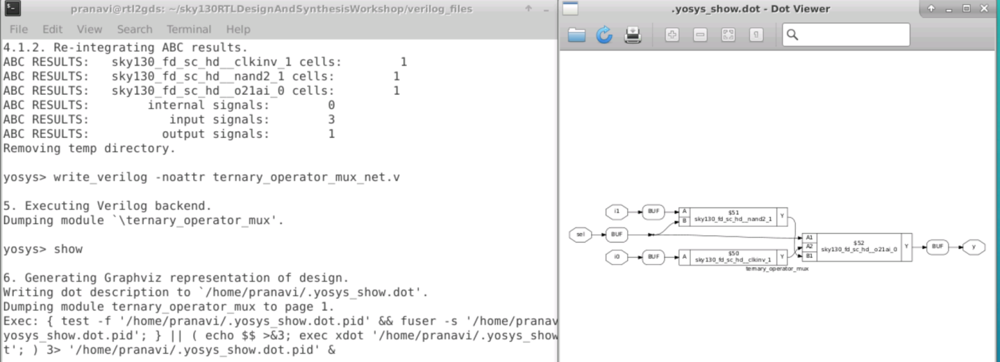 pranavi@rtl2gds: ~/sky130RTLDesignAndSynthesisWorkshop/verilog_files
File Edit View Search Terminal Help
4.1.2. Re-integrating ABC results.
ABC RESULTS:   sky130_fd_sc_hd__clkinv_1 cells:        1
ABC RESULTS:   sky130_fd_sc_hd__nand2_1 cells:        1
ABC RESULTS:   sky130_fd_sc_hd__o21ai_0 cells:        1
ABC RESULTS:        internal signals:        0
ABC RESULTS:           input signals:        3
ABC RESULTS:          output signals:        1
Removing temp directory.
yosys> write_verilog -noattr ternary_operator_mux_net.v
5. Executing Verilog backend.
Dumping module `\ternary_operator_mux'.
yosys> show
6. Generating Graphviz representation of design.
Writing dot description to `/home/pranavi/.yosys_show.dot'.
Dumping module ternary_operator_mux to page 1.
Exec: { test -f '/home/pranavi/.yosys_show.dot.pid' && fuser -s '/home/pranav
yosys_show.dot.pid'; } || ( echo $$ >&3; exec xdot '/home/pranavi/.yosys_show
t'; ) 3> '/home/pranavi/.yosys_show.dot.pid' &
.yosys_show.dot - Dot Viewer
i1 BUF A B $51 sky130_fd_sc_hd__nand2_1 Y
sel BUF
i0 BUF A $50 sky130_fd_sc_hd__clkinv_1 Y
A1 A2 B1 $52 sky130_fd_sc_hd__o21ai_0 Y BUF y
ternary_operator_mux